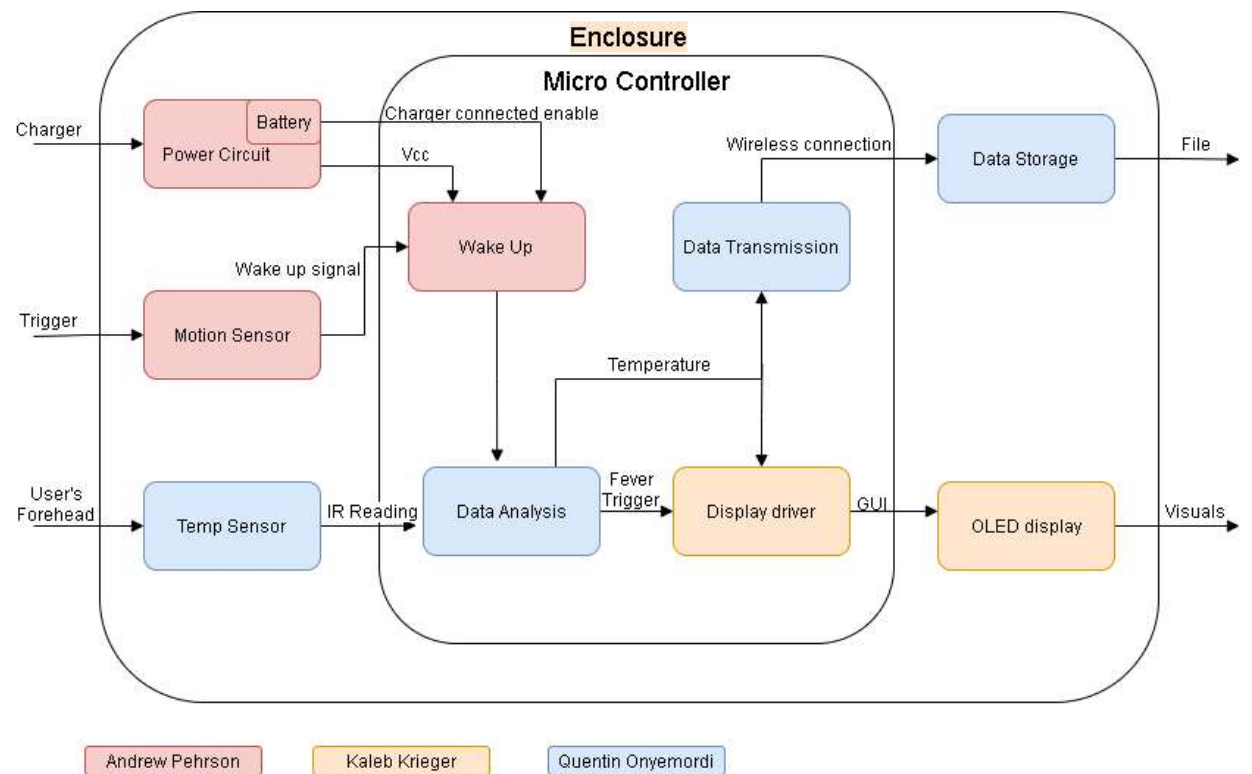 Enclosure
Micro Controller
Charger
Battery
Power Circuit
Charger connected enable
Vcc
Wireless connection
Data Storage
File
Wake Up
Data Transmission
Wake up signal
Trigger
Motion Sensor
Temperature
User's
Forehead
Temp Sensor
IR Reading
Data Analysis
Fever
Trigger
Display driver
GUI
OLED display
Visuals
Andrew Pehrson
Kaleb Krieger
Quentin Onyemordi